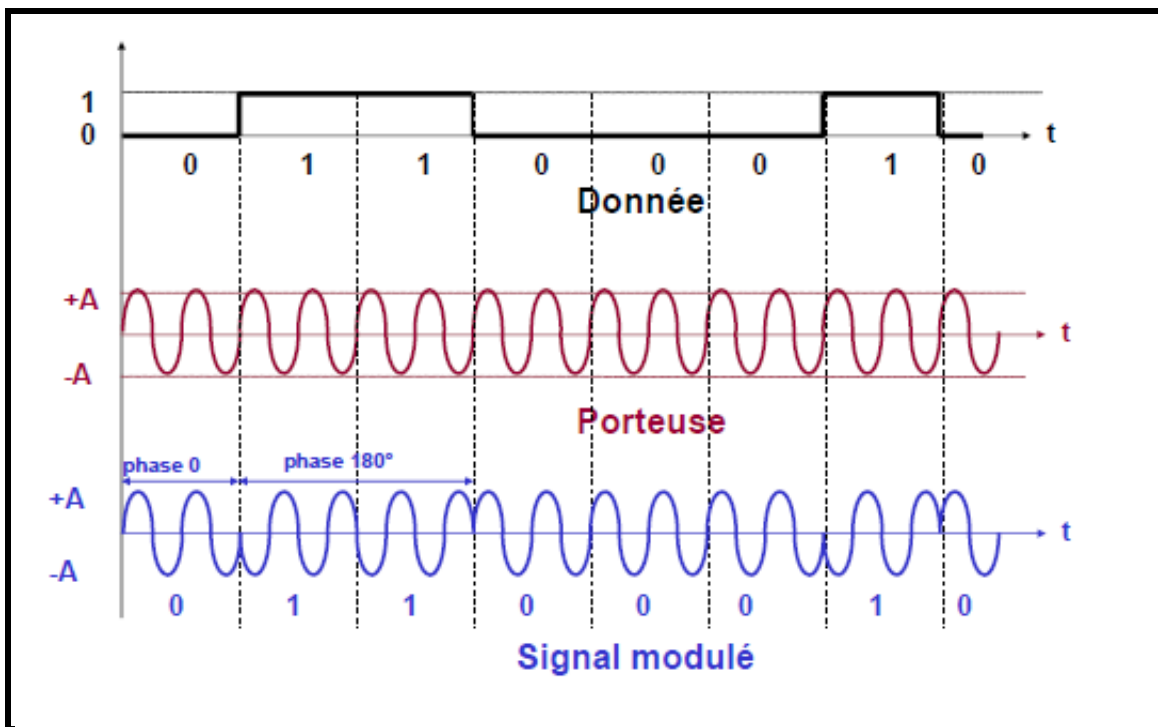 1
0
t
0 1 1 0 0 0 1 0
Donnée
+A
t
-A
Porteuse
phase 0
phase 180°
+A
t
-A
0 1 1 0 0 0 1 0
Signal modulé